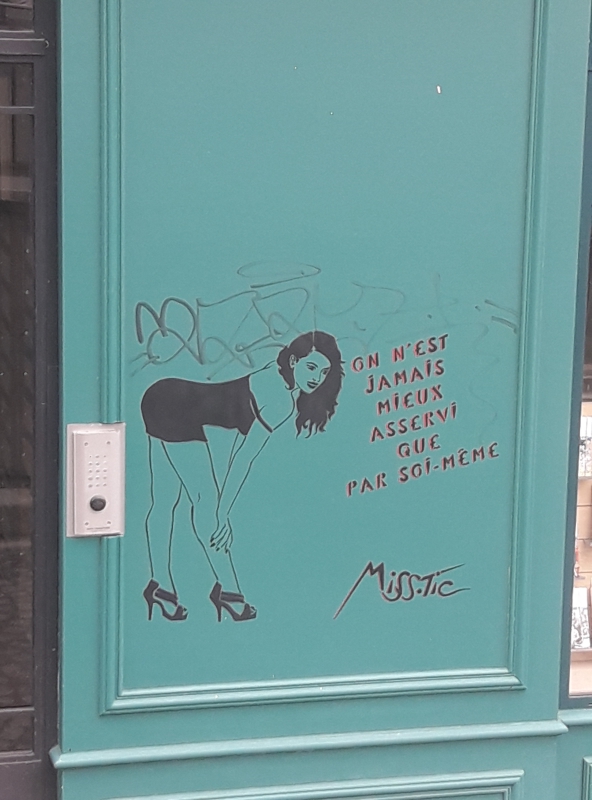 ON N'EST
JAMAIS
MIEUX
ASSERVI
QUE
PAR SOI-MÊME
MISS.TIC